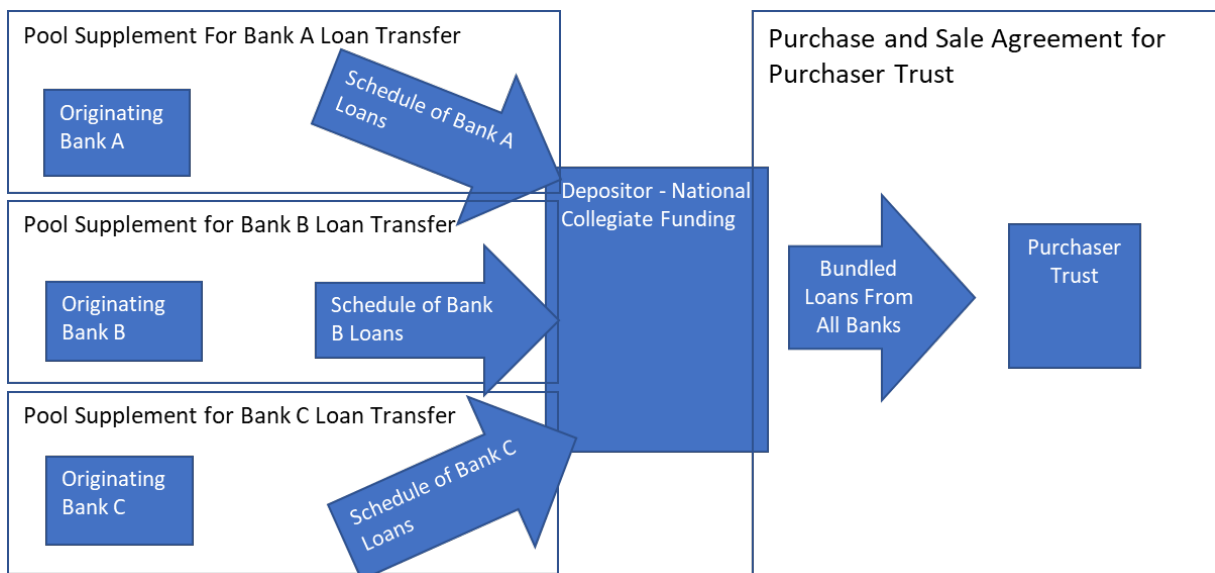 Pool Supplement For Bank A Loan Transfer
Originating
Bank A
Schedule of Bank A
Loans
Pool Supplement for Bank B Loan Transfer
Originating
Bank B
Schedule of Bank
B Loans
Pool Supplement for Bank C Loan Transfer
Originating
Bank C
Schedule of Bank C
Loans
Depositor - National
Collegiate Funding
Purchase and Sale Agreement for
Purchaser Trust
Bundled
Loans From
All Banks
Purchaser
Trust